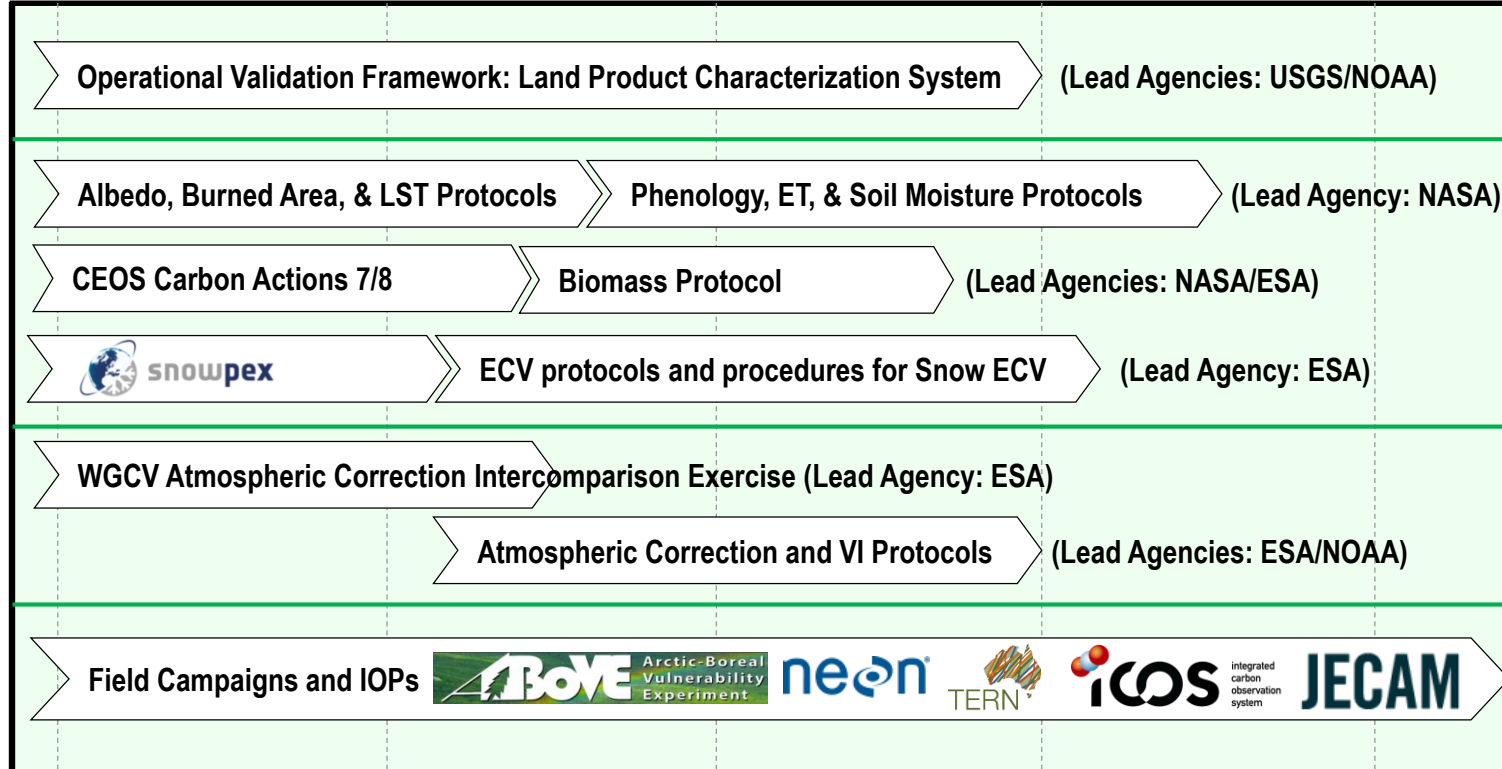 Operational Validation Framework: Land Product Characterization System (Lead Agencies: USGS/NOAA)
Albedo, Burned Area, & LST Protocols Phenology, ET, & Soil Moisture Protocols (Lead Agency: NASA)
CEOS Carbon Actions 7/8 Biomass Protocol (Lead Agencies: NASA/ESA)
snowpex ECV protocols and procedures for Snow ECV (Lead Agency: ESA)
WGCV Atmospheric Correction Intercomparison Exercise (Lead Agency: ESA)
Atmospheric Correction and VI Protocols (Lead Agencies: ESA/NOAA)
Field Campaigns and IOPs
ABoVE
Arctic-Boreal
Vulnerability
Experiment
neon®
TERN
icos
integrated
carbon
observation
system
JECAM